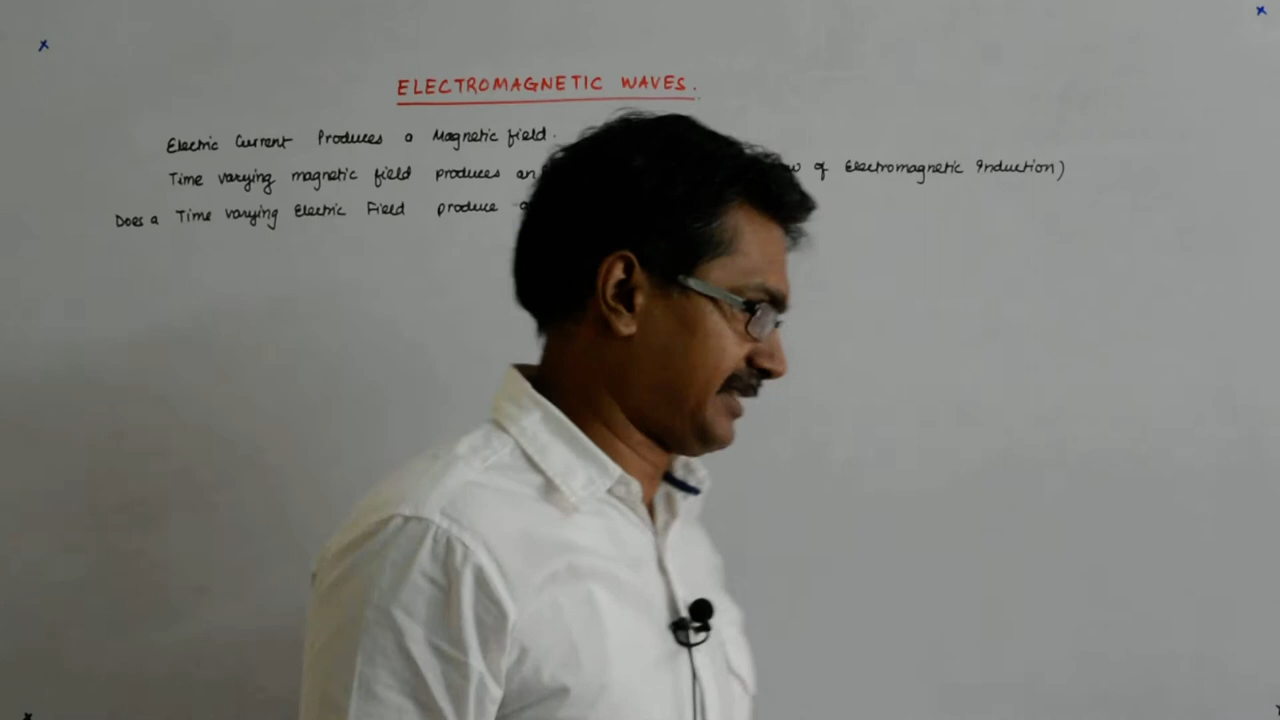 ELECTROMAGNETIC WAVES.
Electric Current Produces a Magnetic field.
Time varying magnetic field produces an of Electromagnetic Induction)
Does a Time varying Electric Field produce